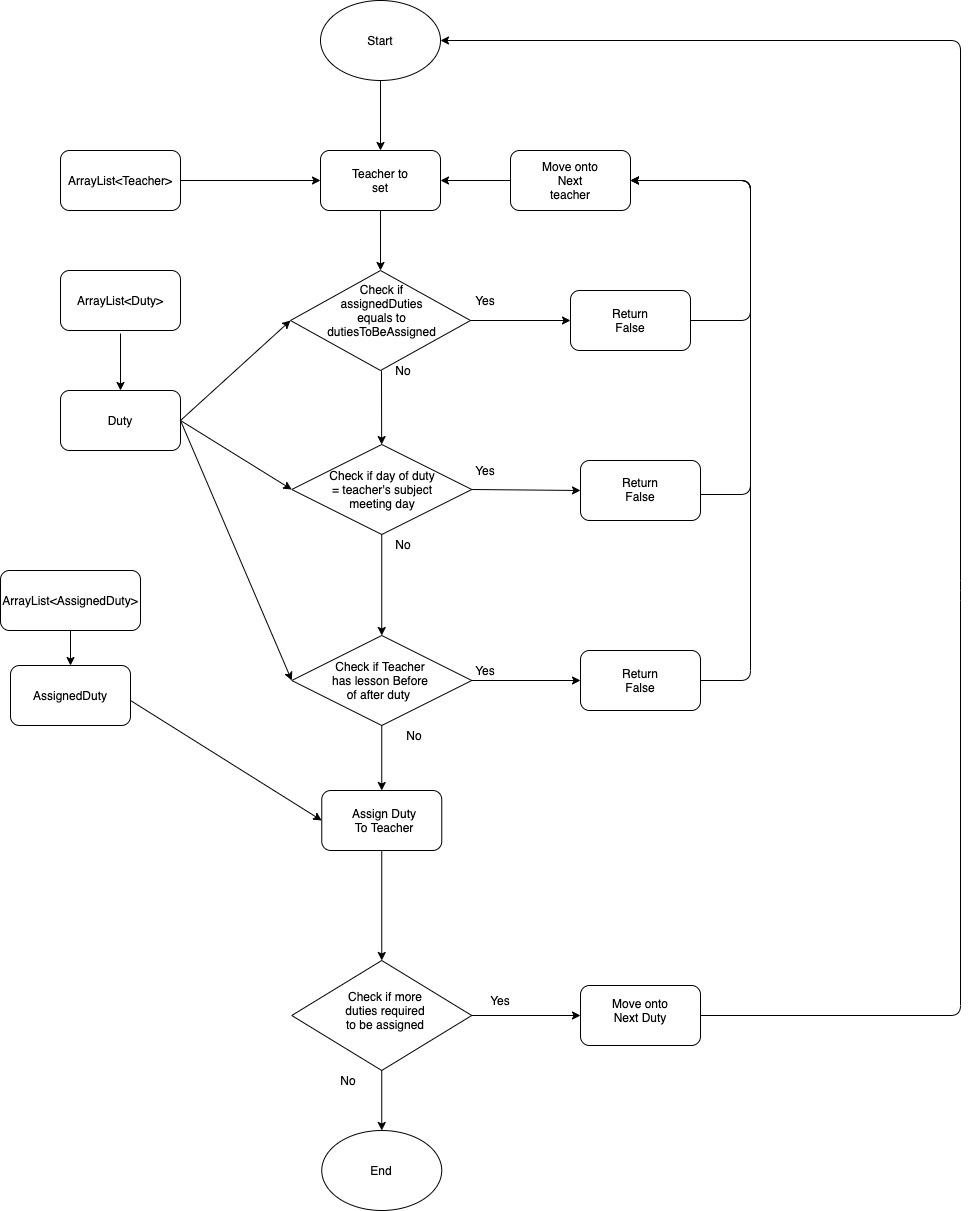 Start
ArrayList<Teacher>
Teacher to
set
Move onto
Next
teacher
ArrayList<Duty>
Check if
assignedDuties
equals to
dutiesToBeAssigned
Yes
Return
False
No
Duty
Check if day of duty
= teacher's subject
meeting day
Yes
Return
False
No
ArrayList<AssignedDuty>
AssignedDuty
Check if Teacher
has lesson Before
of after duty
Yes
Return
False
No
Assign Duty
To Teacher
Check if more
duties required
to be assigned
Yes
Move onto
Next Duty
No
End